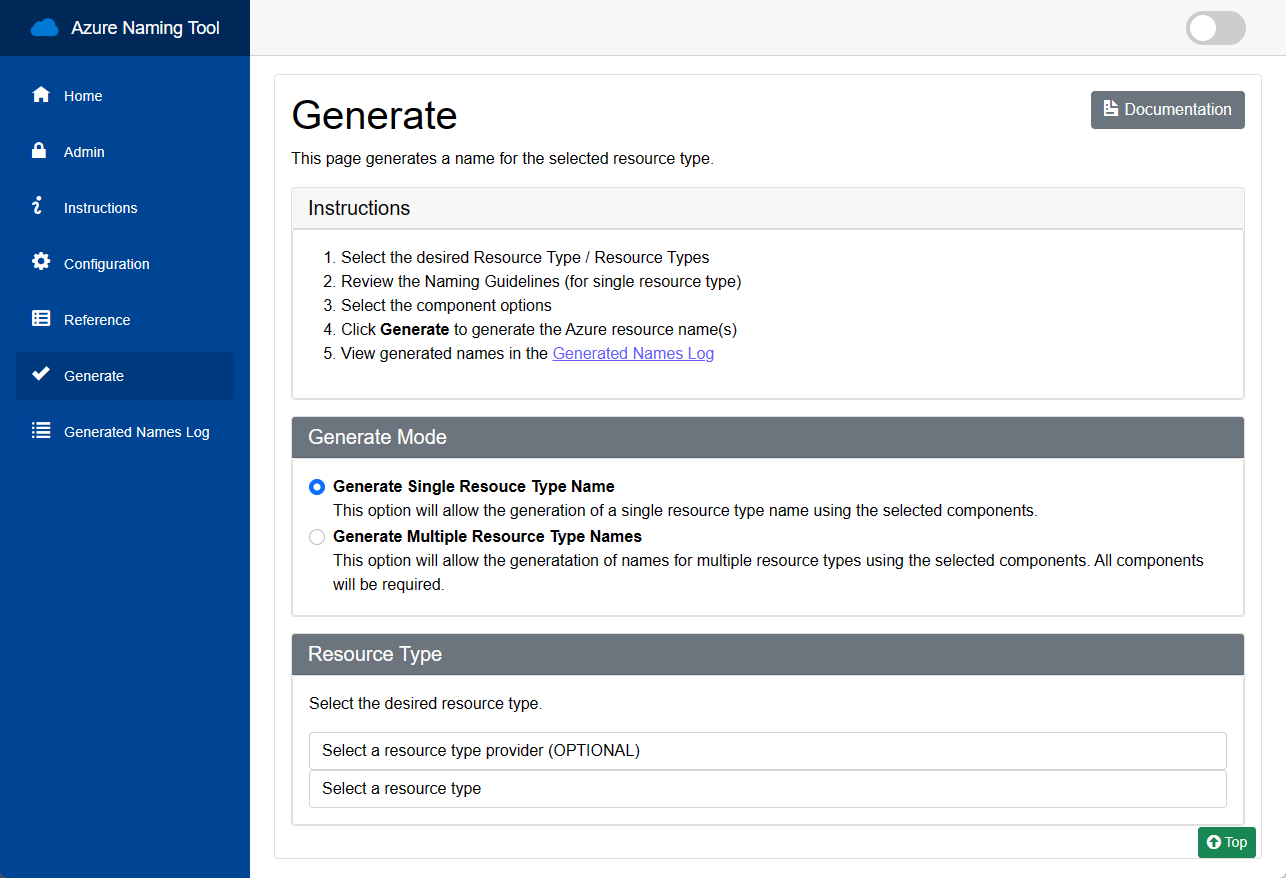 Azure Naming Tool
Home
Admin
Instructions
Configuration
Reference
Generate
Generated Names Log
Generate
Documentation
This page generates a name for the selected resource type.
Instructions
1. Select the desired Resource Type / Resource Types
2. Review the Naming Guidelines (for single resource type)
3. Select the component options
4. Click Generate to generate the Azure resource name(s)
5. View generated names in the Generated Names Log
Generate Mode
Generate Single Resouce Type Name
This option will allow the generation of a single resource type name using the selected components.
Generate Multiple Resource Type Names
This option will allow the generatation of names for multiple resource types using the selected components. All components
will be required.
Resource Type
Select the desired resource type.
Select a resource type provider (OPTIONAL)
Select a resource type
Top